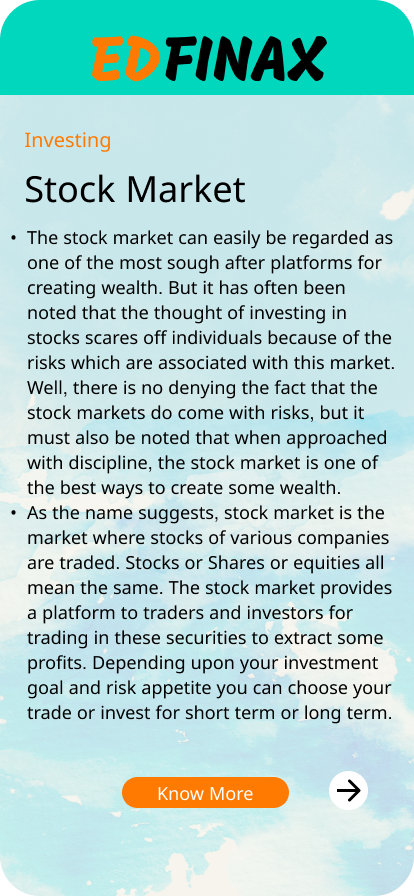 EDFINAX
Investing
Stock Market
• The stock market can easily be regarded as
one of the most sough after platforms for
creating wealth. But it has often been
noted that the thought of investing in
stocks scares off individuals because of the
risks which are associated with this market.
Well, there is no denying the fact that the
stock markets do come with risks, but it
must also be noted that when approached
with discipline, the stock market is one of
the best ways to create some wealth.
• As the name suggests, stock market is the
market where stocks of various companies
are traded. Stocks or Shares or equities all
mean the same. The stock market provides
a platform to traders and investors for
trading in these securities to extract some
profits. Depending upon your investment
goal and risk appetite you can choose your
trade or invest for short term or long term.
Know More